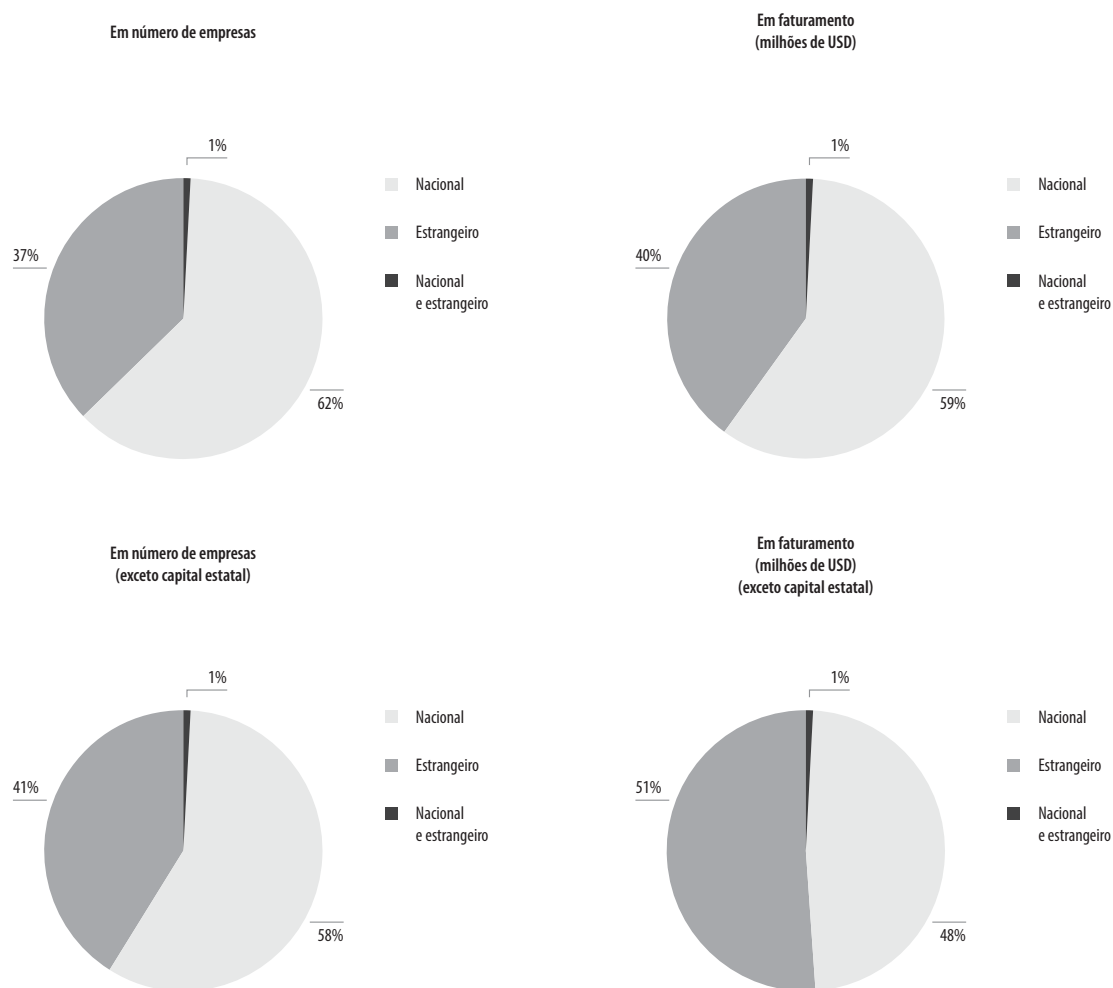 Em número de empresas
1%
37%
62%
Nacional
Estrangeiro
Nacional
e estrangeiro
Em faturamento
(milhões de USD)
1%
40%
59%
Nacional
Estrangeiro
Nacional
e estrangeiro
Em número de empresas
(exceto capital estatal)
1%
41%
58%
Nacional
Estrangeiro
Nacional
e estrangeiro
Em faturamento
(milhões de USD)
(exceto capital estatal)
1%
51%
48%
Nacional
Estrangeiro
Nacional
e estrangeiro